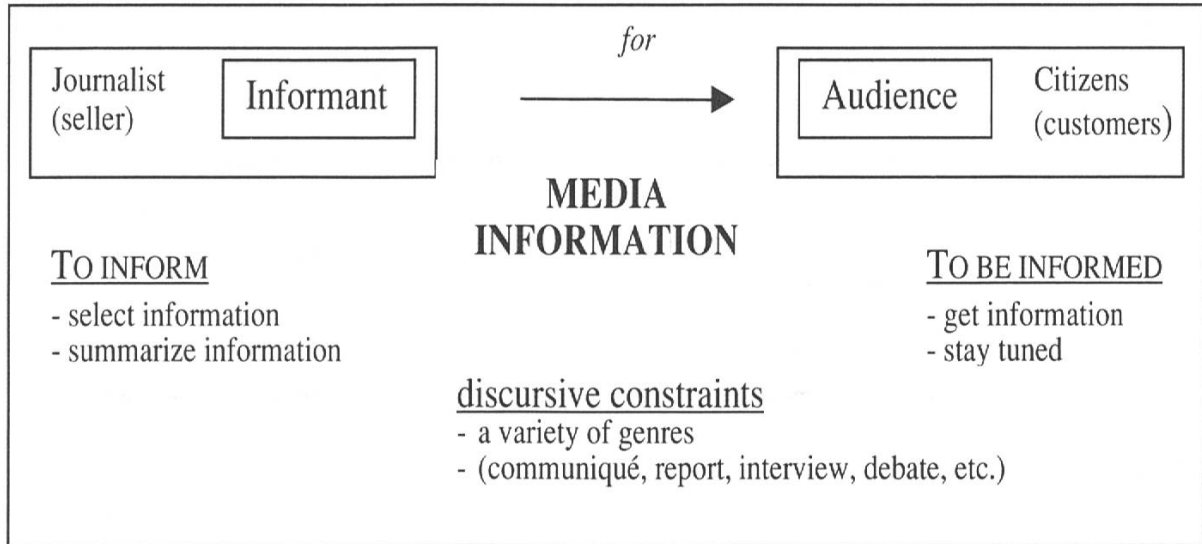 for
Journalist
(seller)
Informant
Audience
Citizens
(customers)
MEDIA
INFORMATION
TO INFORM
- select information
- summarize information
TO BE INFORMED
- get information
- stay tuned
discursive constraints
- a variety of genres
- (communiqué, report, interview, debate, etc.)